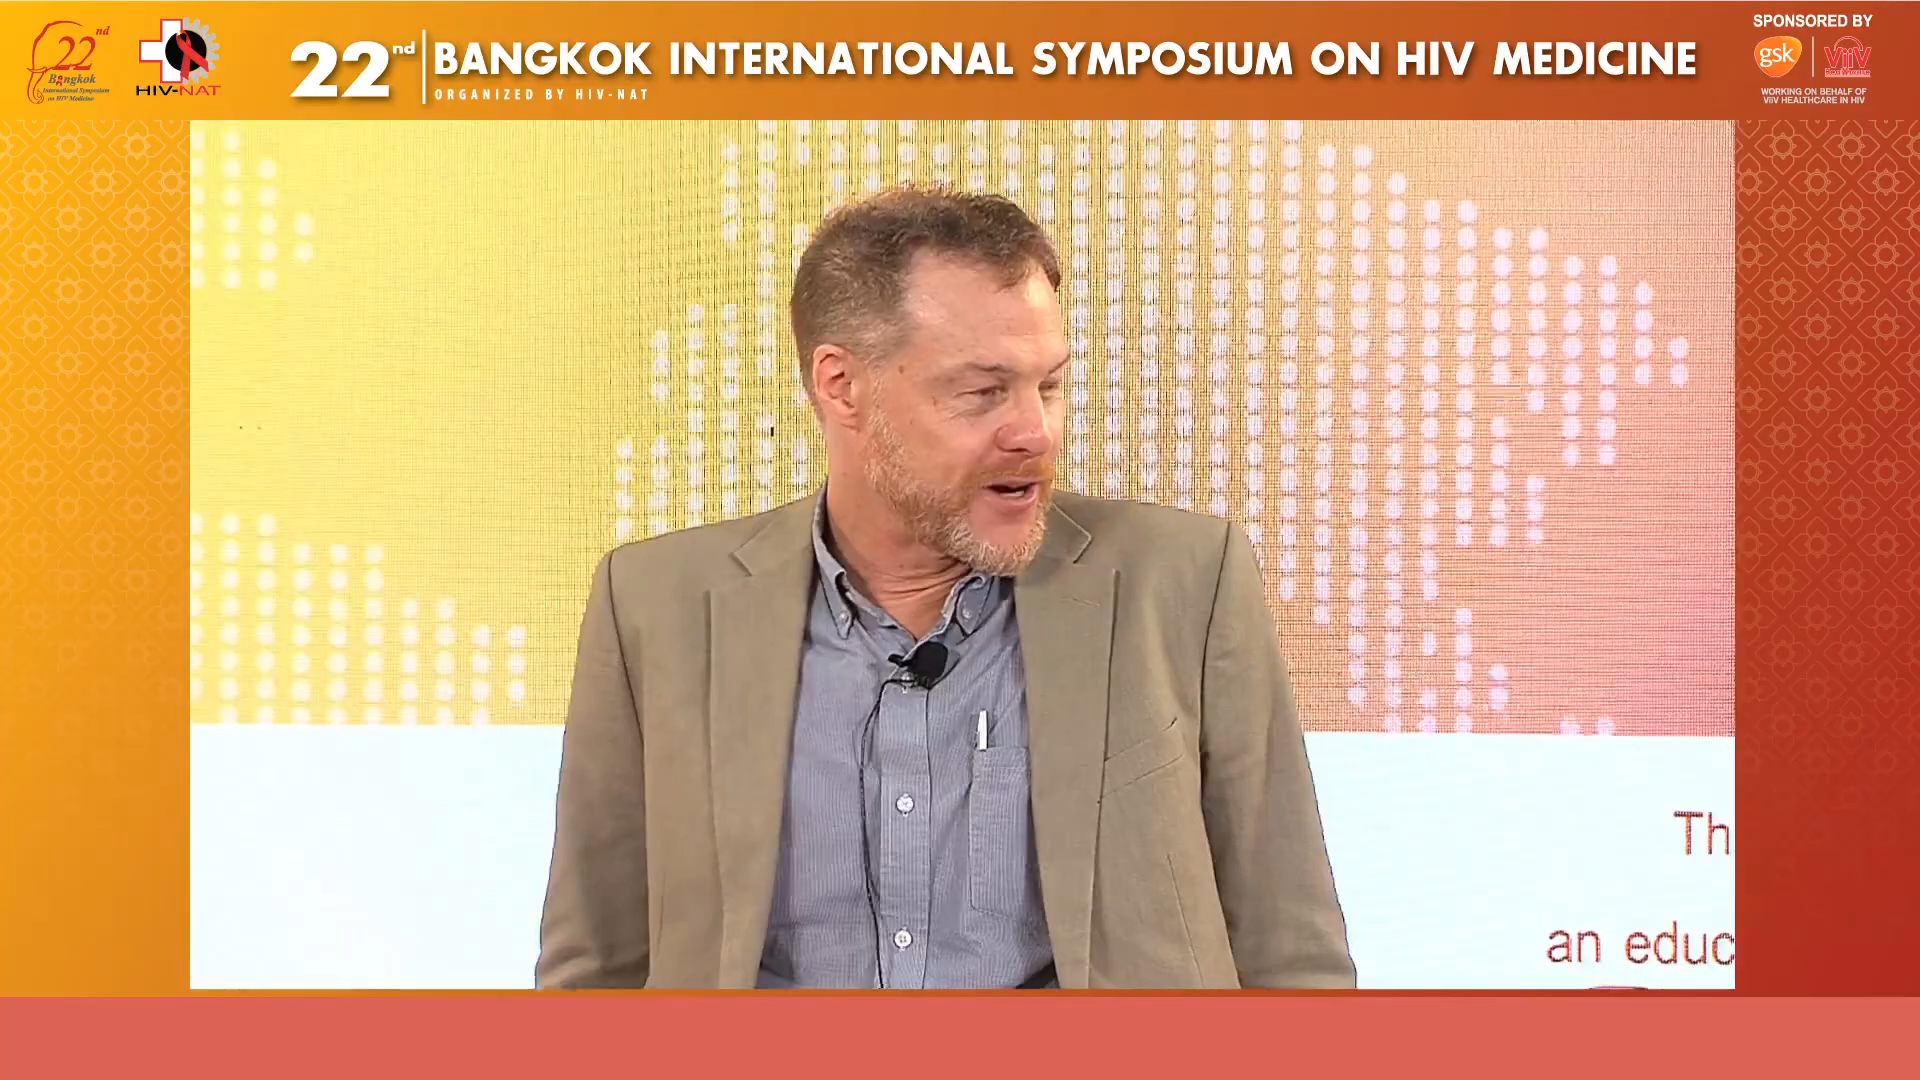 22nd
Bangkok
International Symposium
on HIV Medicine
HIV-NAT
22nd BANGKOK INTERNATIONAL SYMPOSIUM ON HIV MEDICINE
ORGANIZED BY HIV-NAT
SPONSORED BY
gsk
ViiV
Healthcare
WORKING ON BEHALF OF
ViiV HEALTHCARE IN HIV
Th
an educ